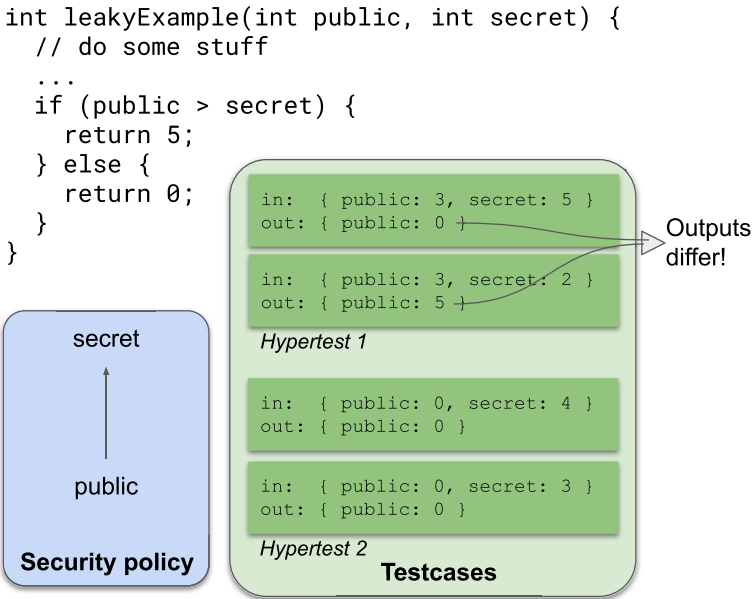 int leakyExample(int public, int secret) {
// do some stuff
...
if (public > secret) {
return 5;
} else {
return 0;
}
}
in:  { public: 3, secret: 5 }
out: { public: 0 }
in:  { public: 3, secret: 2 }
out: { public: 5 }
Hypertest 1
Outputs
differ!
in:  { public: 0, secret: 4 }
out: { public: 0 }
in:  { public: 0, secret: 3 }
out: { public: 0 }
Hypertest 2
Testcases
secret
public
Security policy